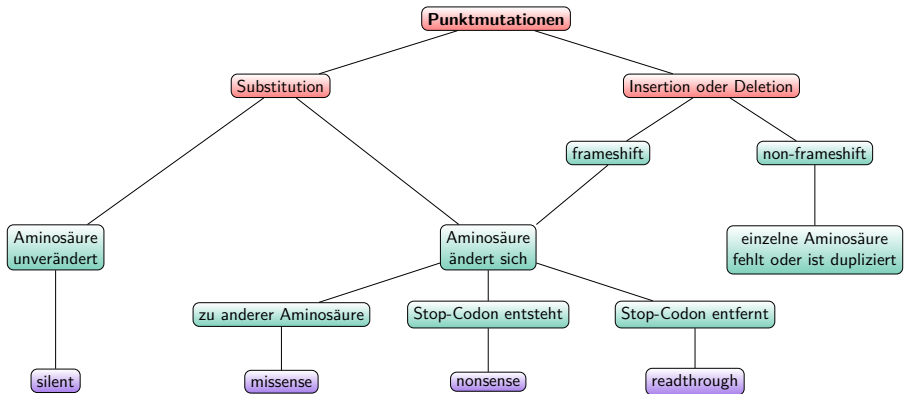 Punktmutationen
Substitution
Insertion oder Deletion
frameshift
non-frameshift
Aminosäure
unverändert
Aminosäure
ändert sich
einzelne Aminosäure
fehlt oder ist dupliziert
zu anderer Aminosäure
Stop-Codon entsteht
Stop-Codon entfernt
silent
missense
nonsense
readthrough